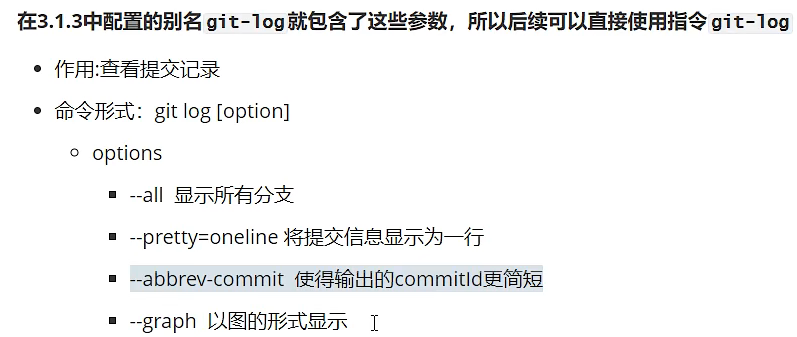 在3.1.3中配置的别名git-log就包含了这些参数，所以后续可以直接使用指令git-log
作用:查看提交记录
命令形式：git log [option]
options
--all 显示所有分支
--pretty=oneline 将提交信息显示为一行
--abbrev-commit 使得输出的commitId更简短
--graph 以图的形式显示